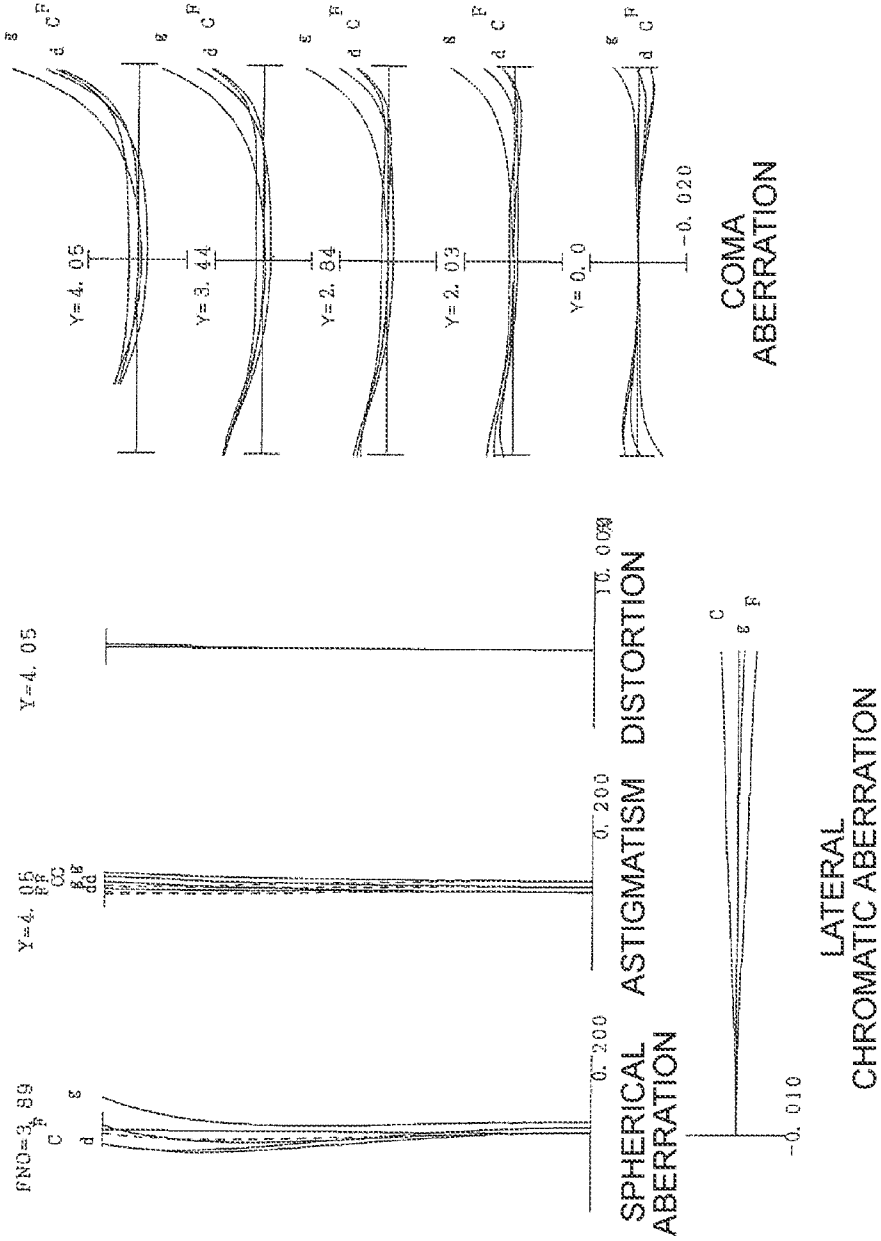 FNO=3.89
F
C
g
d
0.200
SPHERICAL
ABERRATION
Y=4.05
g g
d d
0.200
ASTIGMATISM
Y=4.05
10.00%
DISTORTION
C
g
F
-0.010
LATERAL
CHROMATIC ABERRATION
g
F
C
d
Y=4.05
g
F
C
d
Y=3.44
g
F
C
d
Y=2.84
g
F
C
d
Y=2.03
g
F
C
d
Y=0.0
-0.020
COMA
ABERRATION